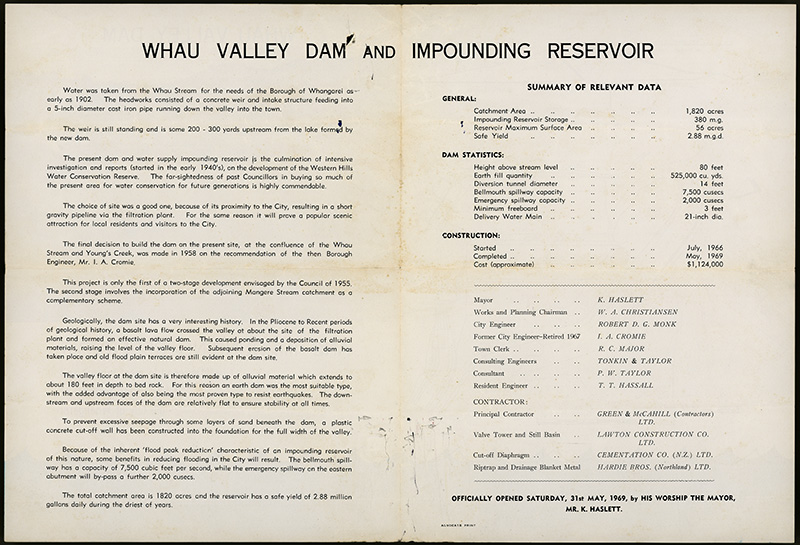 WHAU VALLEY DAM AND IMPOUNDING RESERVOIR
Water was taken from the Whau Stream for the needs of the Borough of Whangarei as
early as 1902. The headworks consisted of a concrete weir and intake structure feeding into
a 5-inch diameter cast iron pipe running down the valley into the town.
The weir is still standing and is some 200 - 300 yards upstream from the lake formed by
the new dam.
The present dam and water supply impounding reservoir is the culmination of intensive
investigation and reports (started in the early 1940's), on the development of the Western Hills
Water Conservation Reserve. The far-sightedness of past Councillors in buying so much of
the present area for water conservation for future generations is highly commendable.
The choice of site was a good one, because of its proximity to the City, resulting in a short
gravity pipeline via the filtration plant. For the same reason it will prove a popular scenic
attraction for local residents and visitors to the City.
The final decision to build the dam on the present site, at the confluence of the Whau
Stream and Young's Creek, was made in 1958 on the recommendation of the then Borough
Engineer, Mr. I. A. Cromie.
This project is only the first of a two-stage development envisaged by the Council of 1955.
The second stage involves the incorporation of the adjoining Mangere Stream catchment as a
complementary scheme.
Geologically, the dam site has a very interesting history. In the Pliocene to Recent periods
of geological history, a basalt lava flow crossed the valley at about the site of the filtration
plant and formed an effective natural dam. This caused ponding and a deposition of alluvial
materials, raising the level of the valley floor. Subsequent erosion of the basalt dam has
taken place and old flood plain terraces are still evident at the dam site.
The valley floor at the dam site is therefore made up of alluvial material which extends to
about 180 feet in depth to bed rock. For this reason an earth dam was the most suitable type,
with the added advantage of also being the most proven type to resist earthquakes. The down-
stream and upstream faces of the dam are relatively flat to ensure stability at all times.
To prevent excessive seepage through some layers of sand beneath the dam, a plastic
concrete cut-off wall has been constructed into the foundation for the full width of the valley.
Because of the inherent 'flood peak reduction' characteristic of an impounding reservoir
of this nature, some benefits in reducing flooding in the City will result. The bellmouth spill-
way has a capacity of 7,500 cubic feet per second, while the emergency spillway on the eastern
abutment will by-pass a further 2,000 cusecs.
The total catchment area is 1820 acres and the reservoir has a safe yield of 2.88 million
gallons daily during the driest of years.
SUMMARY OF RELEVANT DATA
GENERAL:
Catchment Area .. .. .. .. .. .. 1,820 acres
Impounding Reservoir Storage .. .. .. .. 380 m.g.
Reservoir Maximum Surface Area .. .. .. .. 56 acres
Safe Yield .. .. .. .. .. .. 2.88 m.g.d.
DAM STATISTICS:
Height above stream level .. .. .. .. 80 feet
Earth fill quantity .. .. .. .. .. 525,000 cu. yds.
Diversion tunnel diameter .. .. .. .. 14 feet
Bellmouth spillway capacity .. .. .. .. 7,500 cusecs
Emergency spillway capacity .. .. .. .. 2,000 cusecs
Minimum freeboard .. .. .. .. .. 3 feet
Delivery Water Main .. .. .. .. .. 21-inch dia.
CONSTRUCTION:
Started .. .. .. .. .. .. .. July, 1966
Completed .. .. .. .. .. .. .. May, 1969
Cost (approximate) .. .. .. .. .. $1,124,000
Mayor .. .. .. .. K. HASLETT
Works and Planning Chairman .. .. W. A. CHRISTIANSEN
City Engineer .. .. .. ROBERT D. G. MONK
Former City Engineer-Retired 1967 I. A. CROMIE
Town Clerk .. .. .. .. R. C. MAJOR
Consulting Engineers .. .. .. TONKIN & TAYLOR
Consultant .. .. .. .. P. W. TAYLOR
Resident Engineer .. .. .. T. T. HASSALL
CONTRACTOR:
Principal Contractor .. .. .. GREEN & McCAHILL (Contractors)
LTD.
Valve Tower and Still Basin .. .. LAWTON CONSTRUCTION CO.
LTD.
Cut-off Diaphragms .. .. .. CEMENTATION CO. (N.Z.) LTD.
Riprap and Drainage Blanket Metal HARDIE BROS. (Northland) LTD.
OFFICIALLY OPENED SATURDAY, 31st MAY, 1969, by HIS WORSHIP THE MAYOR,
MR. K. HASLETT.